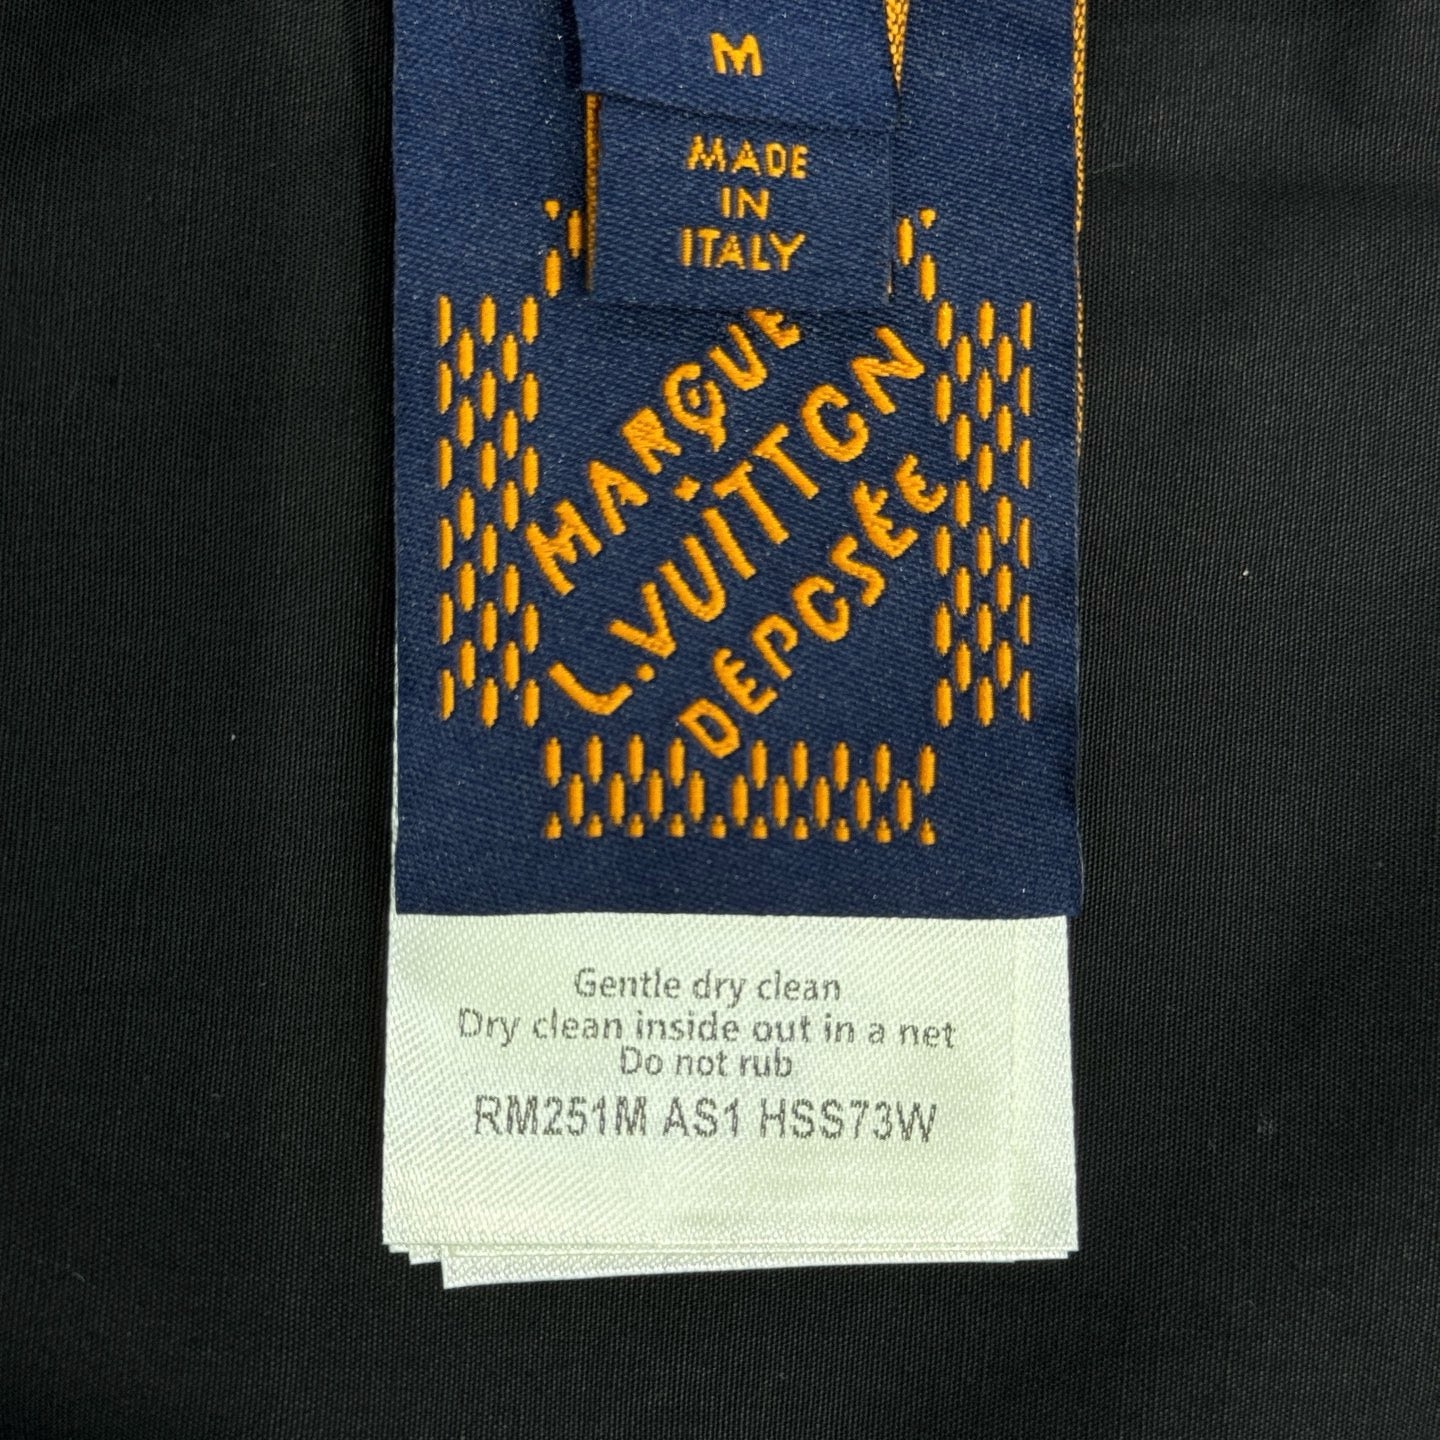 M
MADE
IN
ITALY
MARQUE
L.VUITTON
DEPOSÉE
Gentle dry clean
Dry clean inside out in a net
Do not rub
RM251M AS1 HSS73W